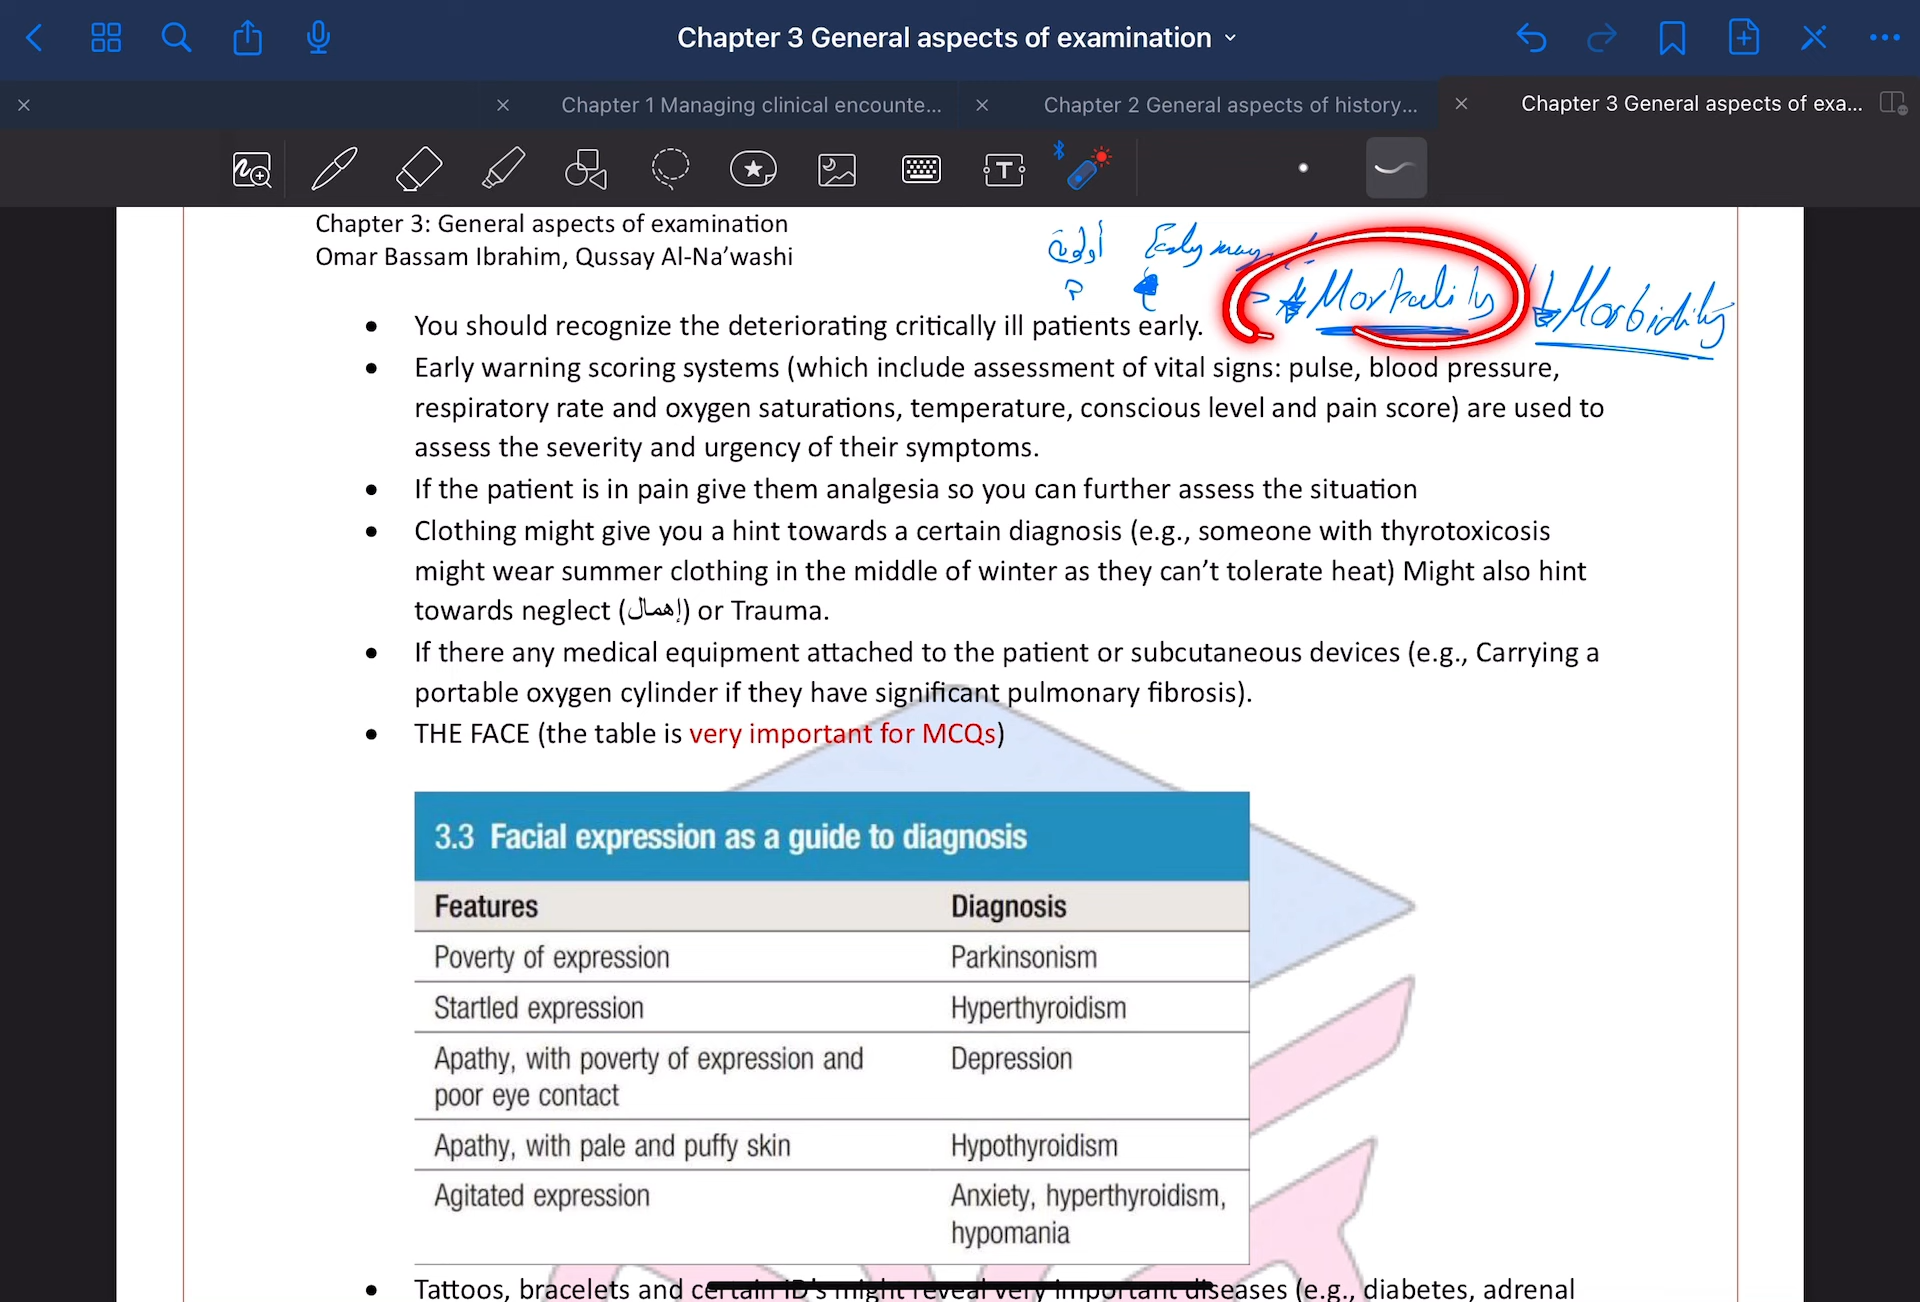 Chapter 3 General aspects of examination
Chapter 1 Managing clinical encounte...
Chapter 2 General aspects of history...
Chapter 3 General aspects of exa...
Chapter 3: General aspects of examination
Omar Bassam Ibrahim, Qussay Al-Na'washi
Early
Mortality
Morbidity
• You should recognize the deteriorating critically ill patients early.
• Early warning scoring systems (which include assessment of vital signs: pulse, blood pressure,
respiratory rate and oxygen saturations, temperature, conscious level and pain score) are used to
assess the severity and urgency of their symptoms.
• If the patient is in pain give them analgesia so you can further assess the situation
• Clothing might give you a hint towards a certain diagnosis (e.g., someone with thyrotoxicosis
might wear summer clothing in the middle of winter as they can't tolerate heat) Might also hint
towards neglect (إهمال) or Trauma.
• If there any medical equipment attached to the patient or subcutaneous devices (e.g., Carrying a
portable oxygen cylinder if they have significant pulmonary fibrosis).
• THE FACE (the table is very important for MCQs)
3.3 Facial expression as a guide to diagnosis
Features Diagnosis
Poverty of expression Parkinsonism
Startled expression Hyperthyroidism
Apathy, with poverty of expression and Depression
poor eye contact
Apathy, with pale and puffy skin Hypothyroidism
Agitated expression Anxiety, hyperthyroidism,
hypomania
• Tattoos, bracelets and certain ID's might reveal very important diseases (e.g., diabetes, adrenal